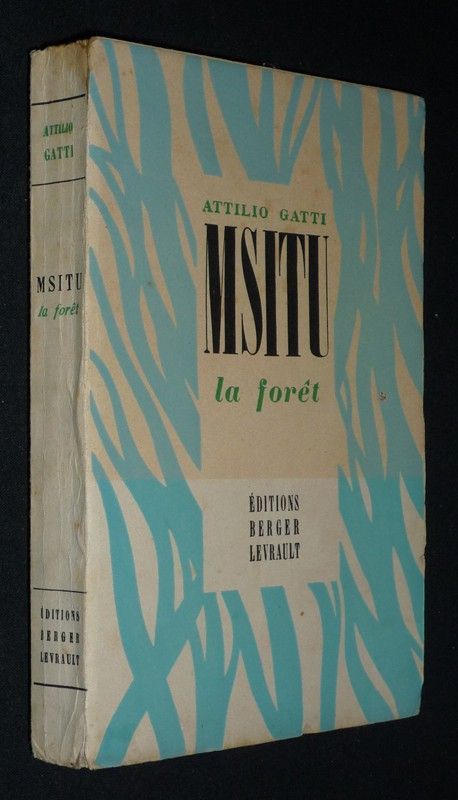 ATTILIO
GATTI
MSITU
la forêt
ÉDITIONS
BERGER
LEVRAULT
ATTILIO GATTI
MSITU
la forêt
ÉDITIONS
BERGER
LEVRAULT